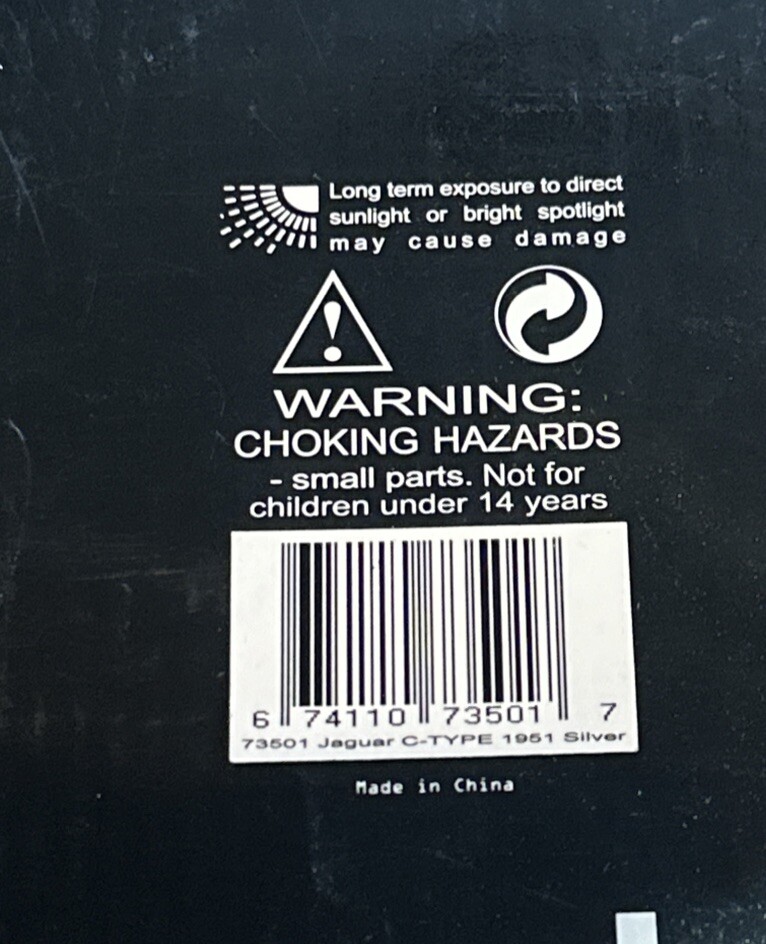 Long term exposure to direct
sunlight or bright spotlight
may cause damage
WARNING:
CHOKING HAZARDS
- small parts. Not for
children under 14 years
6 74110 73501 7
73501 Jaguar C-TYPE 1951 Silver
Made in China